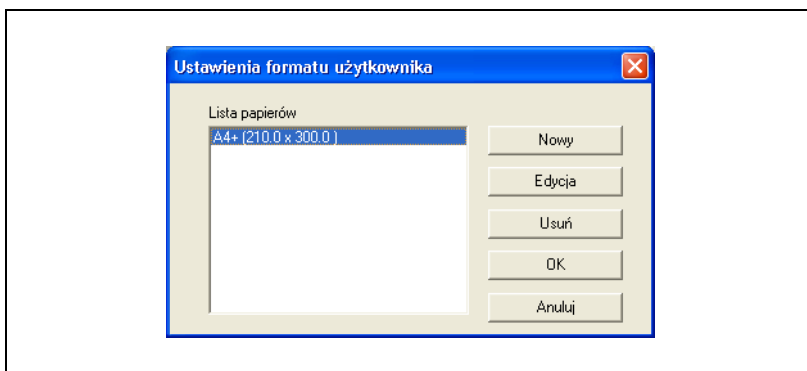 Ustawienia formatu użytkownika
Lista papierów
A4+ (210.0 x 300.0 )
Nowy
Edycja
Usuń
OK
Anuluj